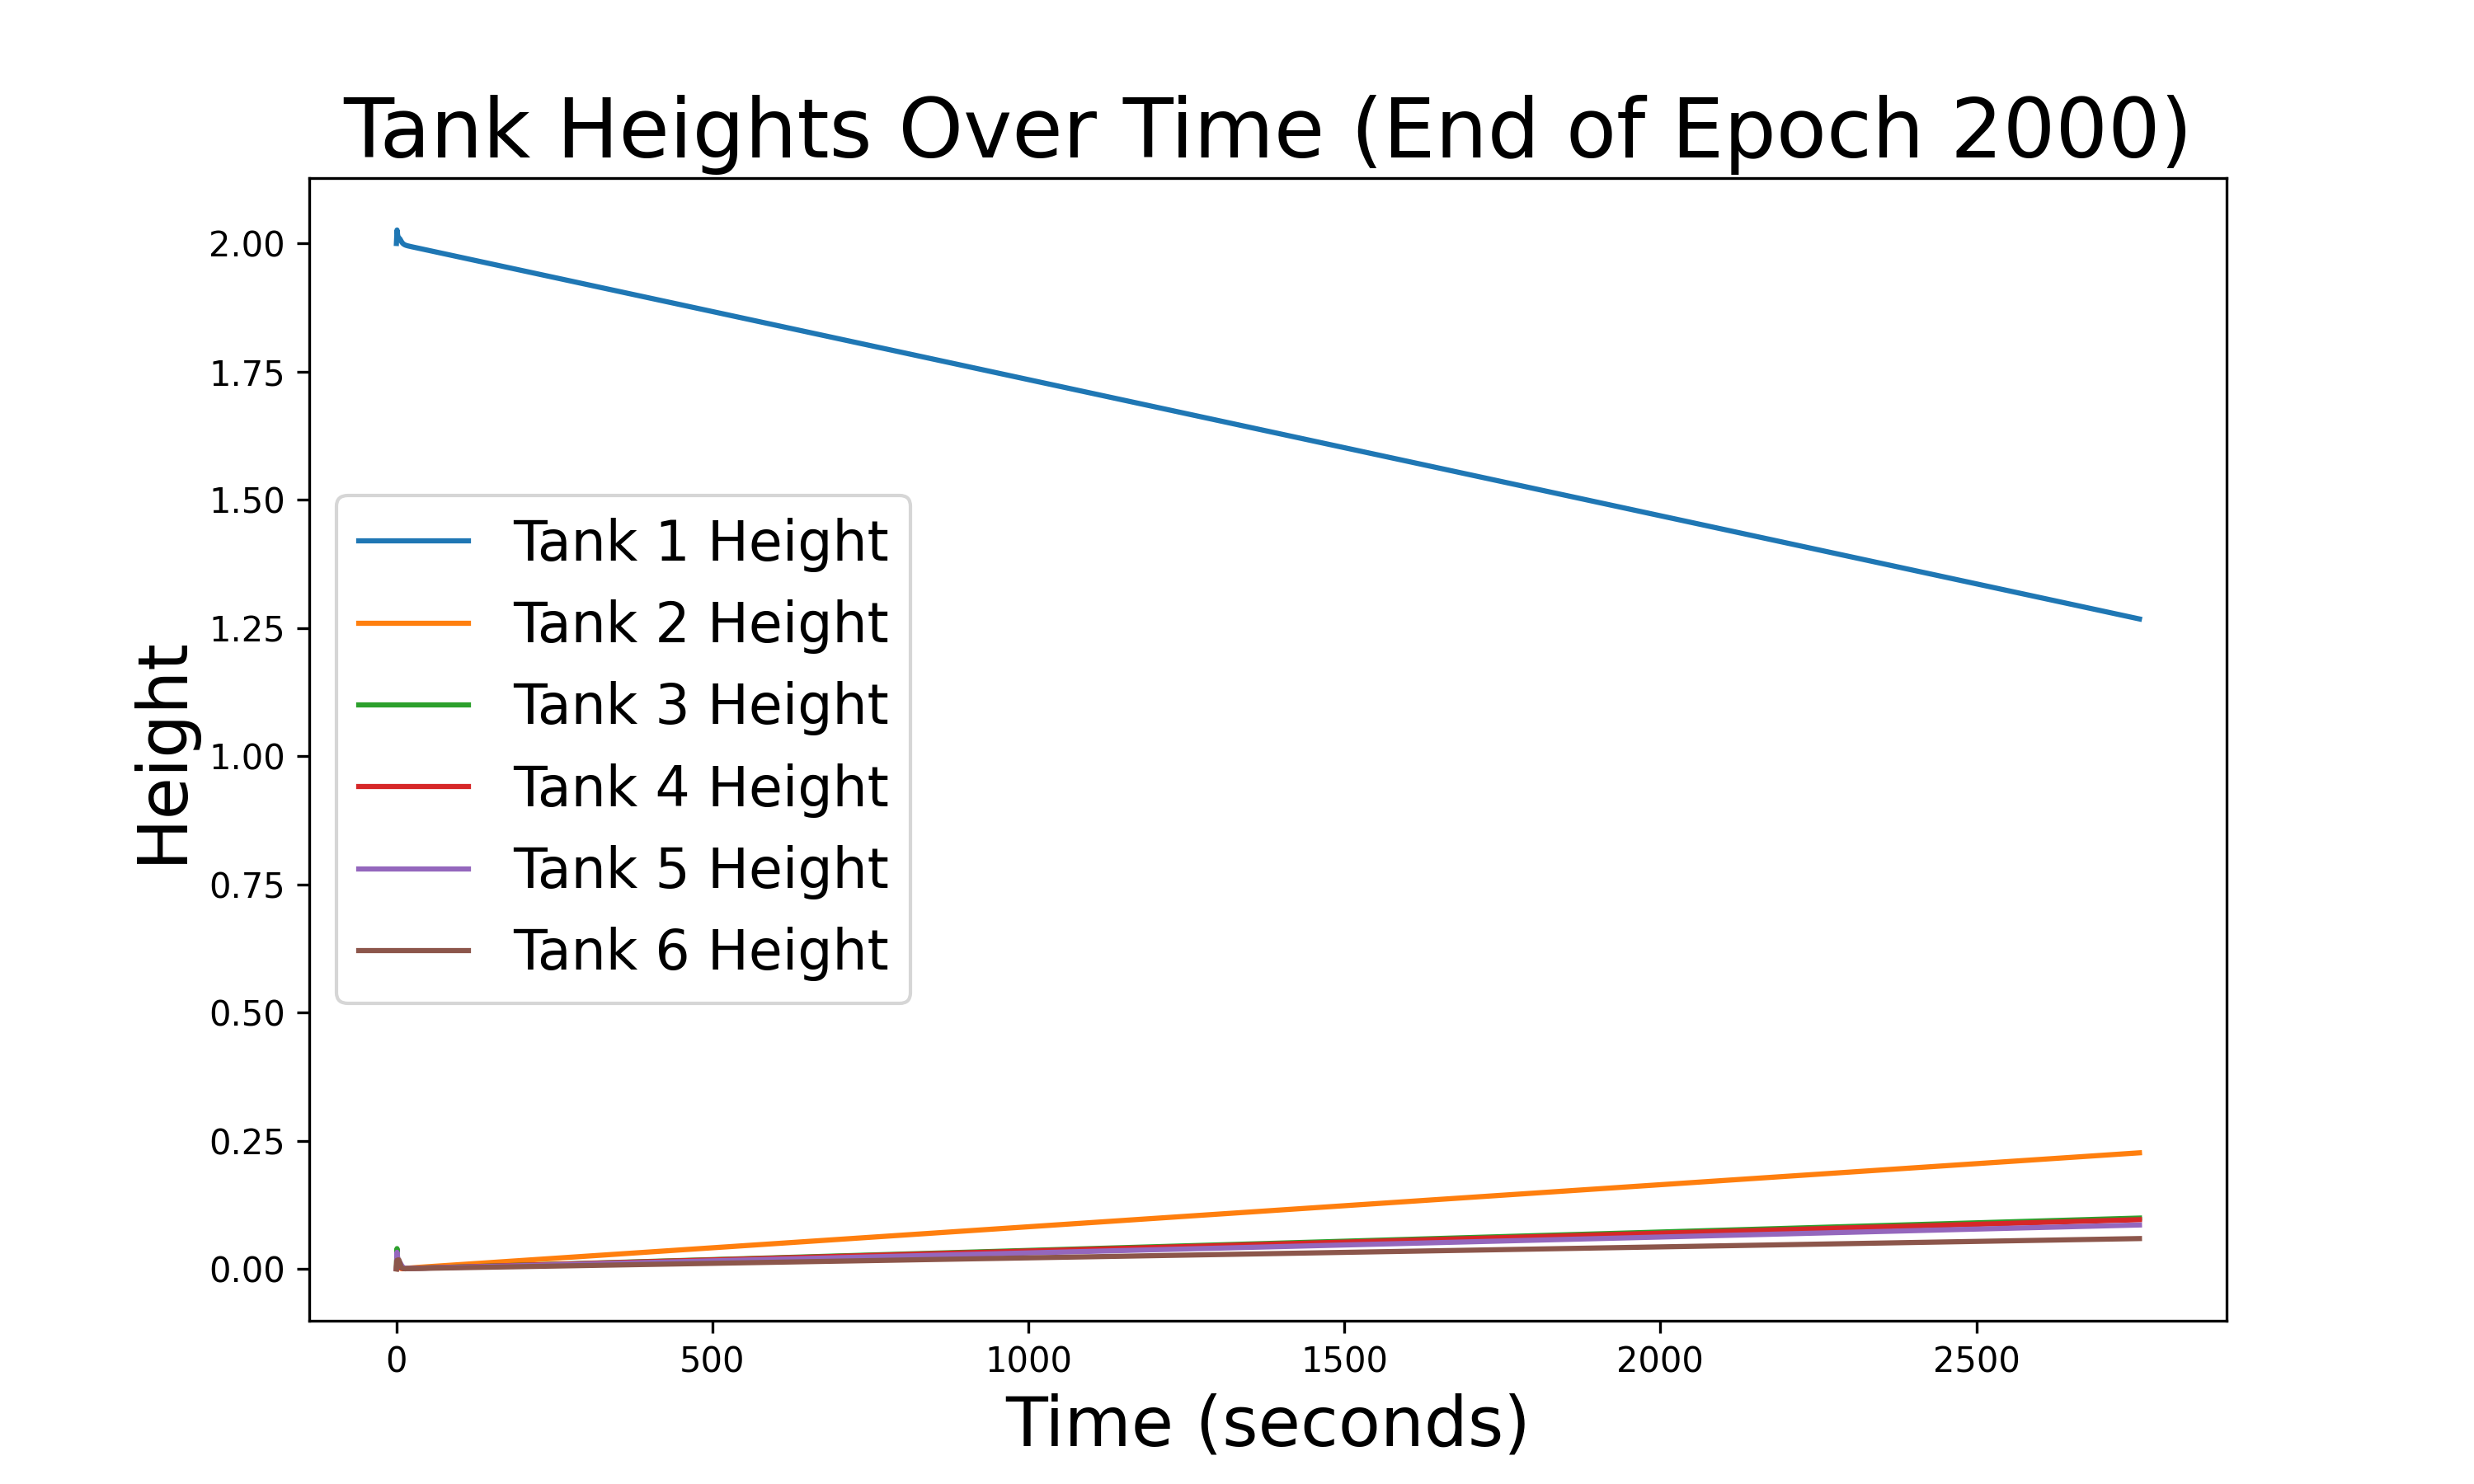 Tank Heights Over Time (End of Epoch 2000)
Height
2.00
1.75
1.50
1.25
1.00
0.75
0.50
0.25
0.00
Tank 1 Height
Tank 2 Height
Tank 3 Height
Tank 4 Height
Tank 5 Height
Tank 6 Height
0 500 1000 1500 2000 2500
Time (seconds)